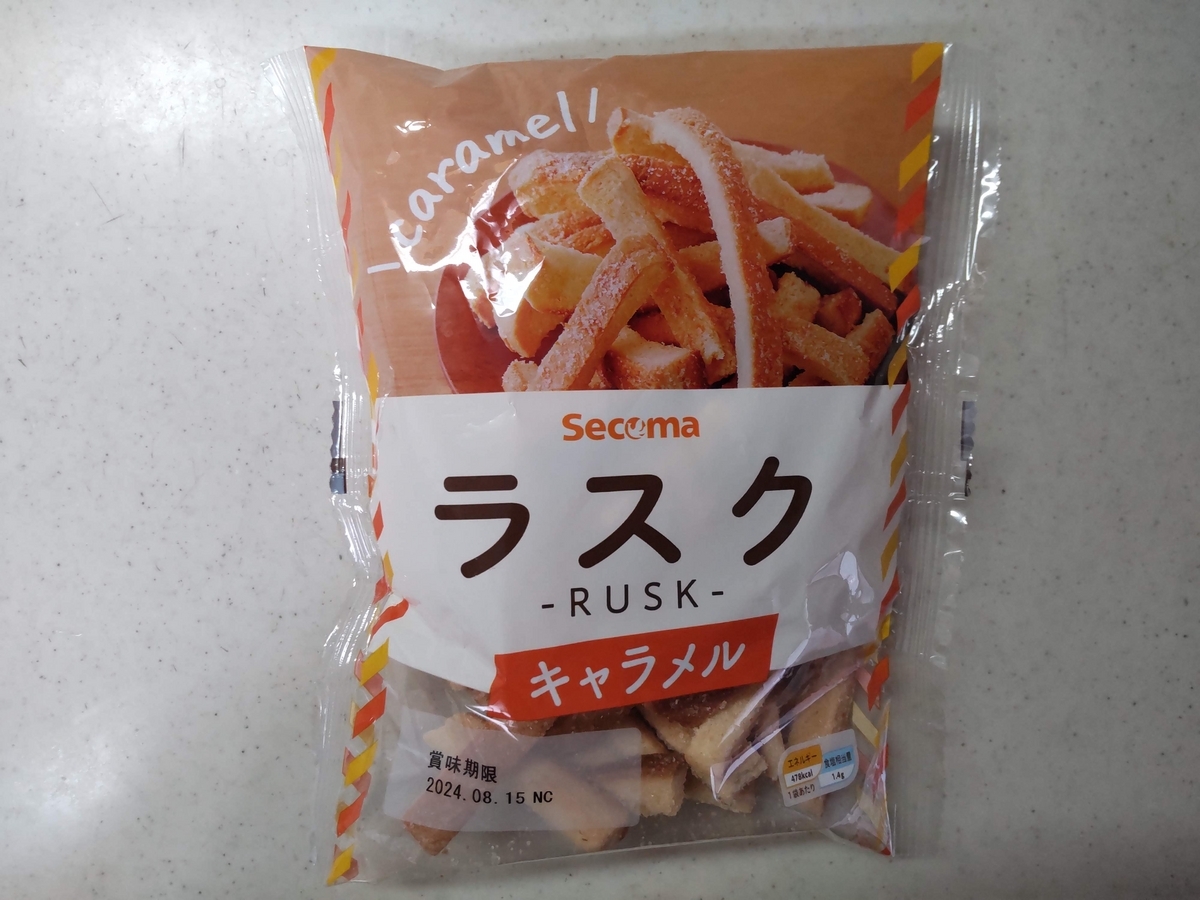 caramel
Secoma
ラスク
-RUSK-
キャラメル
賞味期限
2024.08.15 NC
エネルギー
478kcal
1袋あたり
食塩相当量
1.4g